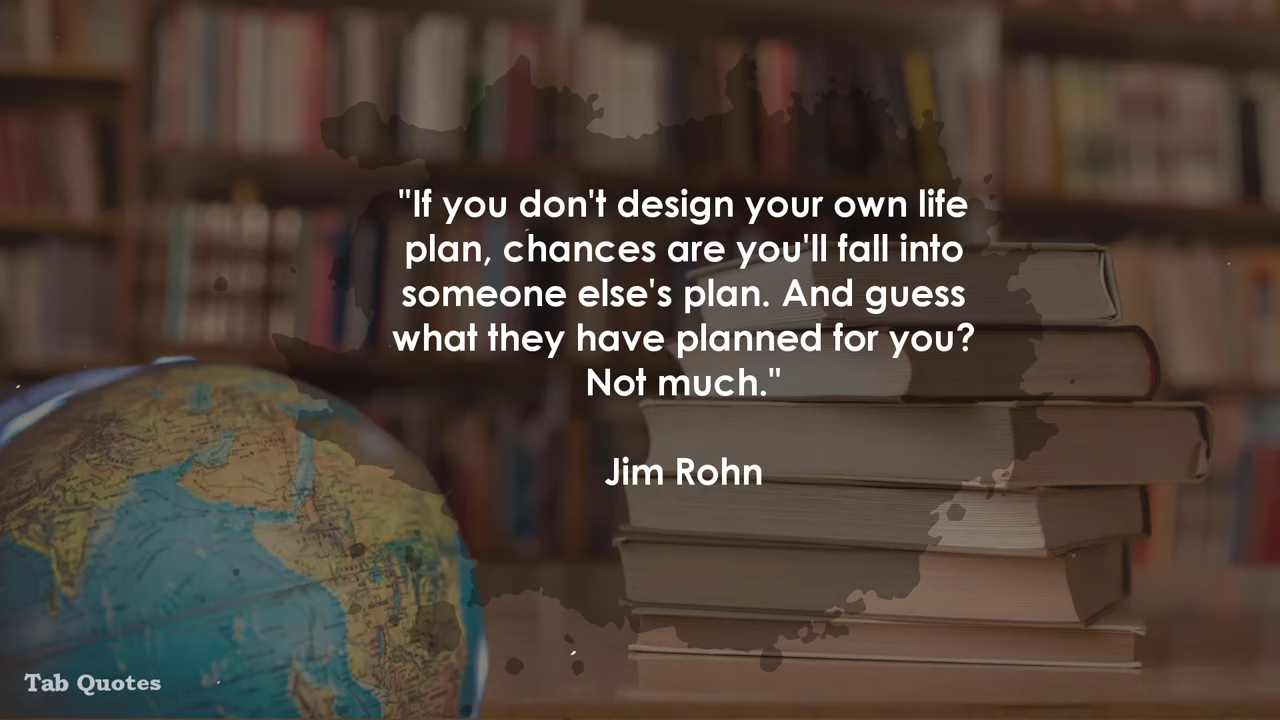 "If you don't design your own life
plan, chances are you'll fall into
someone else's plan. And guess
what they have planned for you?
Not much."
Jim Rohn
Tab Quotes